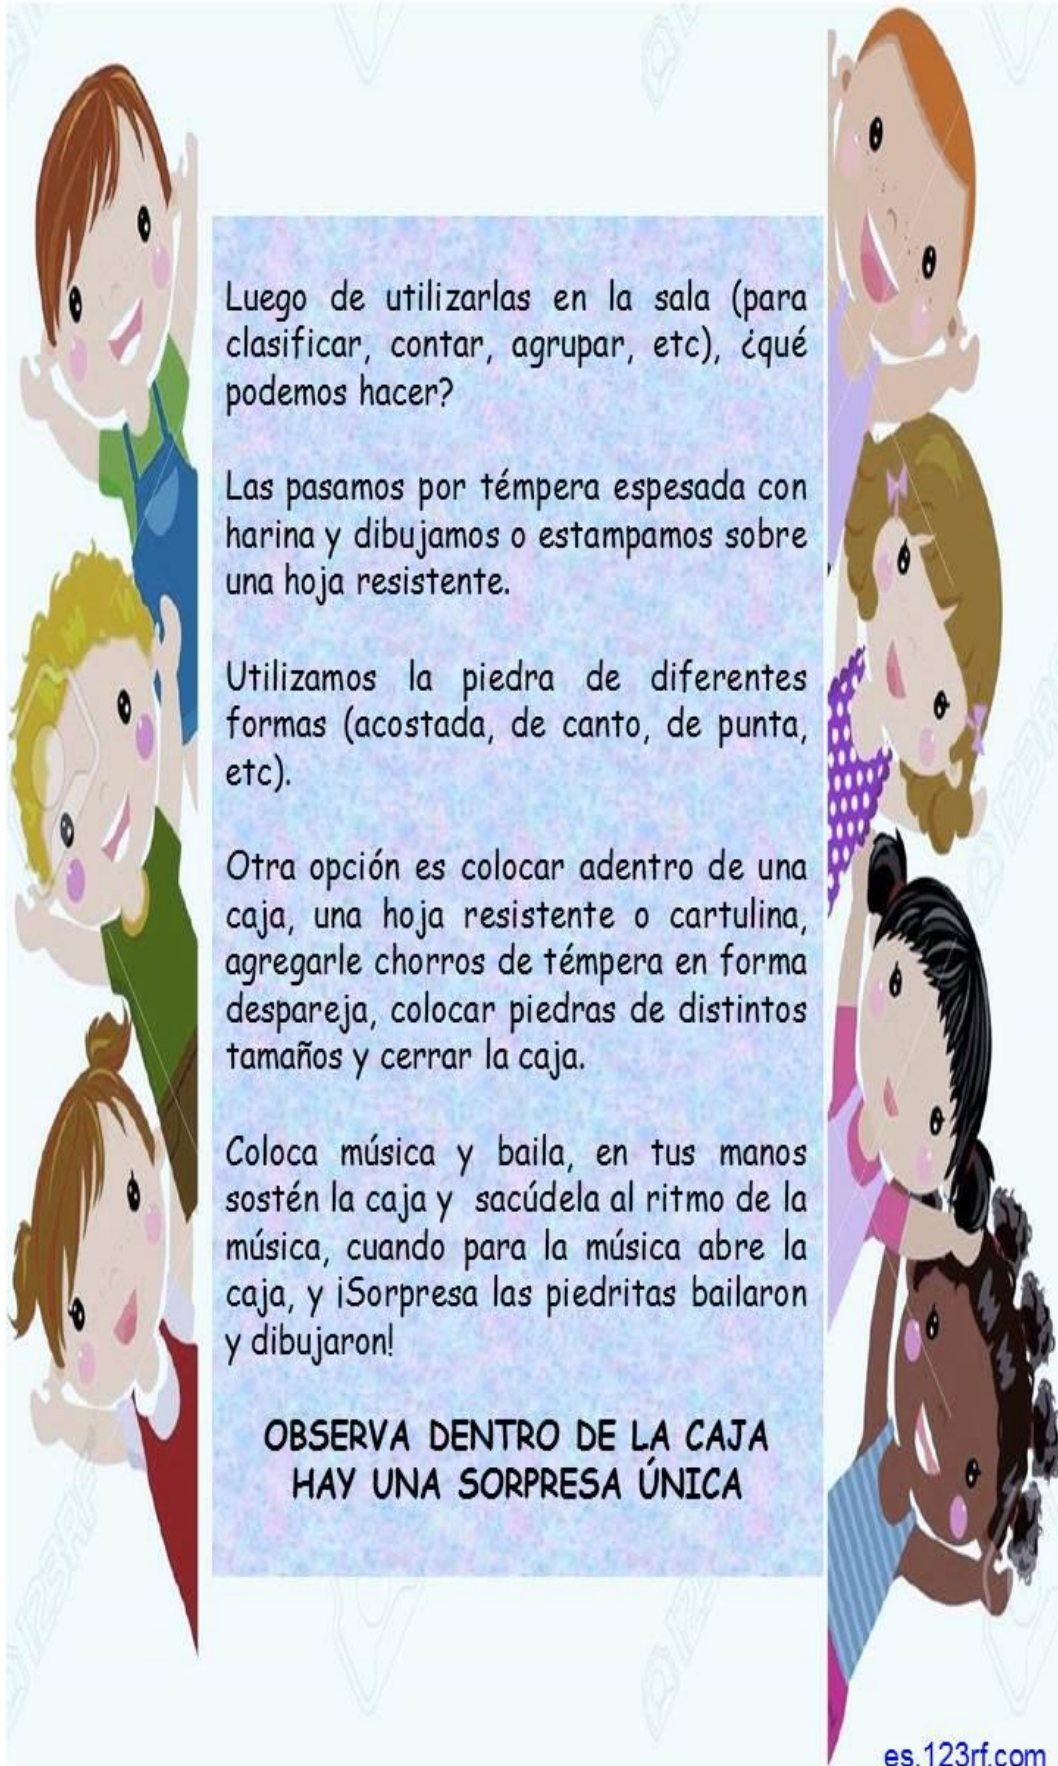 Luego de utilizarlas en la sala (para
clasificar, contar, agrupar, etc), ¿qué
podemos hacer?
Las pasamos por témpera espesada con
harina y dibujamos o estampamos sobre
una hoja resistente.
Utilizamos la piedra de diferentes
formas (acostada, de canto, de punta,
etc).
Otra opción es colocar adentro de una
caja, una hoja resistente o cartulina,
agregarle chorros de témpera en forma
despareja, colocar piedras de distintos
tamaños y cerrar la caja.
Coloca música y baila, en tus manos
sostén la caja y sacúdela al ritmo de la
música, cuando para la música abre la
caja, y ¡Sorpresa las piedritas bailaron
y dibujaron!
OBSERVA DENTRO DE LA CAJA
HAY UNA SORPRESA ÚNICA
es.123rf.com
123RF
123RF
123RF